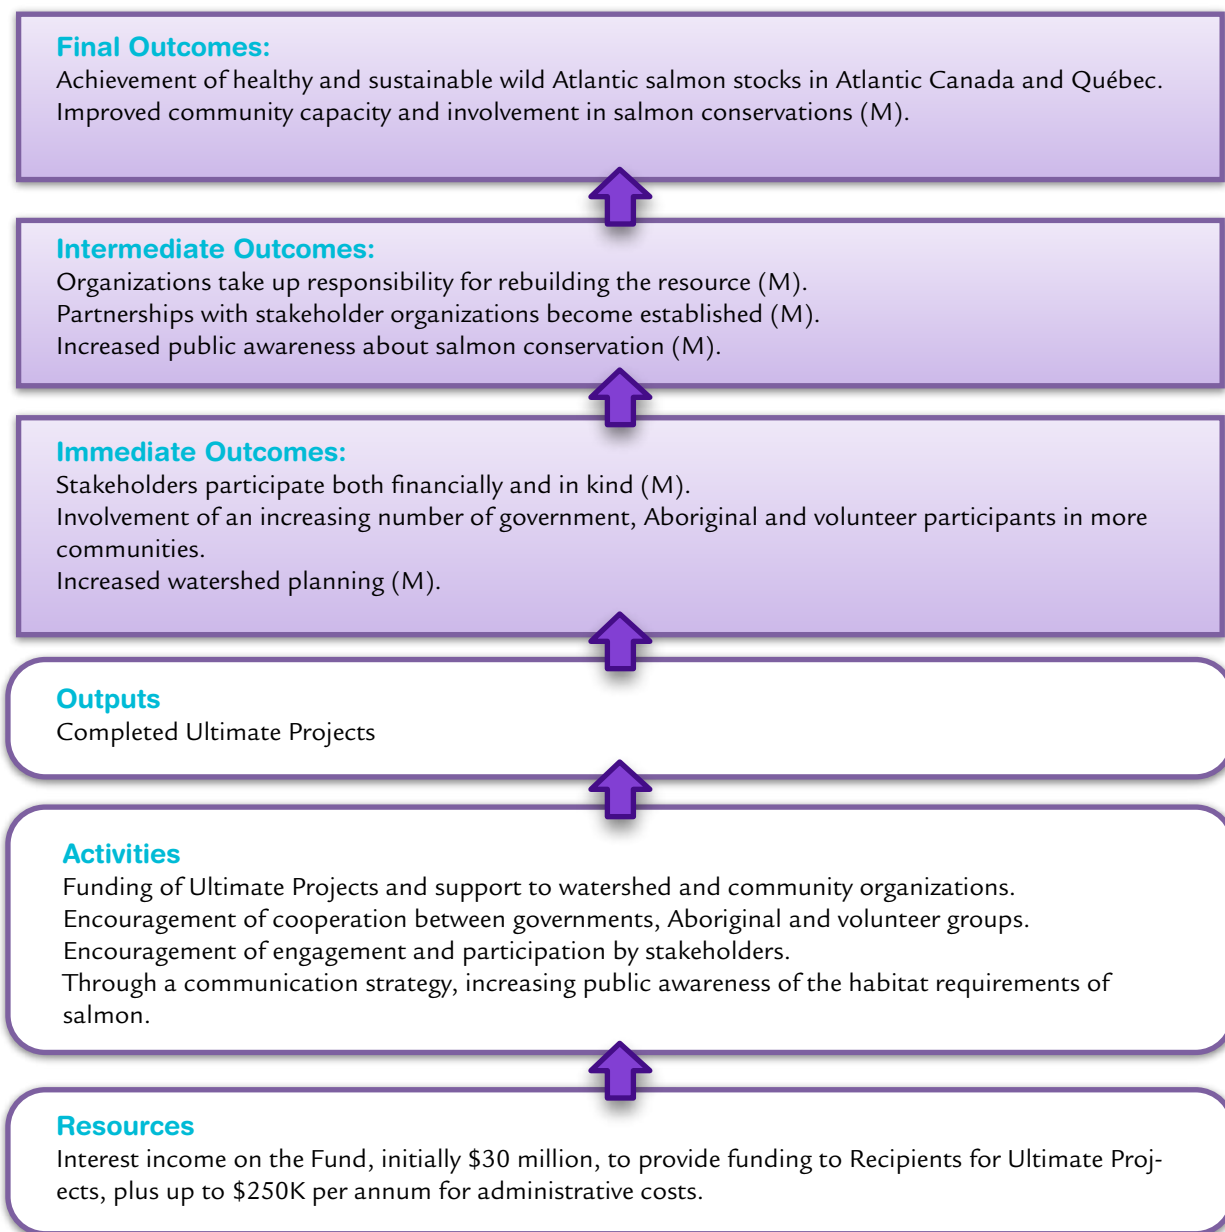 Final Outcomes:
Achievement of healthy and sustainable wild Atlantic salmon stocks in Atlantic Canada and Québec.
Improved community capacity and involvement in salmon conservations (M).
Intermediate Outcomes:
Organizations take up responsibility for rebuilding the resource (M).
Partnerships with stakeholder organizations become established (M).
Increased public awareness about salmon conservation (M).
Immediate Outcomes:
Stakeholders participate both financially and in kind (M).
Involvement of an increasing number of government, Aboriginal and volunteer participants in more
communities.
Increased watershed planning (M).
Outputs
Completed Ultimate Projects
Activities
Funding of Ultimate Projects and support to watershed and community organizations.
Encouragement of cooperation between governments, Aboriginal and volunteer groups.
Encouragement of engagement and participation by stakeholders.
Through a communication strategy, increasing public awareness of the habitat requirements of
salmon.
Resources
Interest income on the Fund, initially $30 million, to provide funding to Recipients for Ultimate Proj-
ects, plus up to $250K per annum for administrative costs.